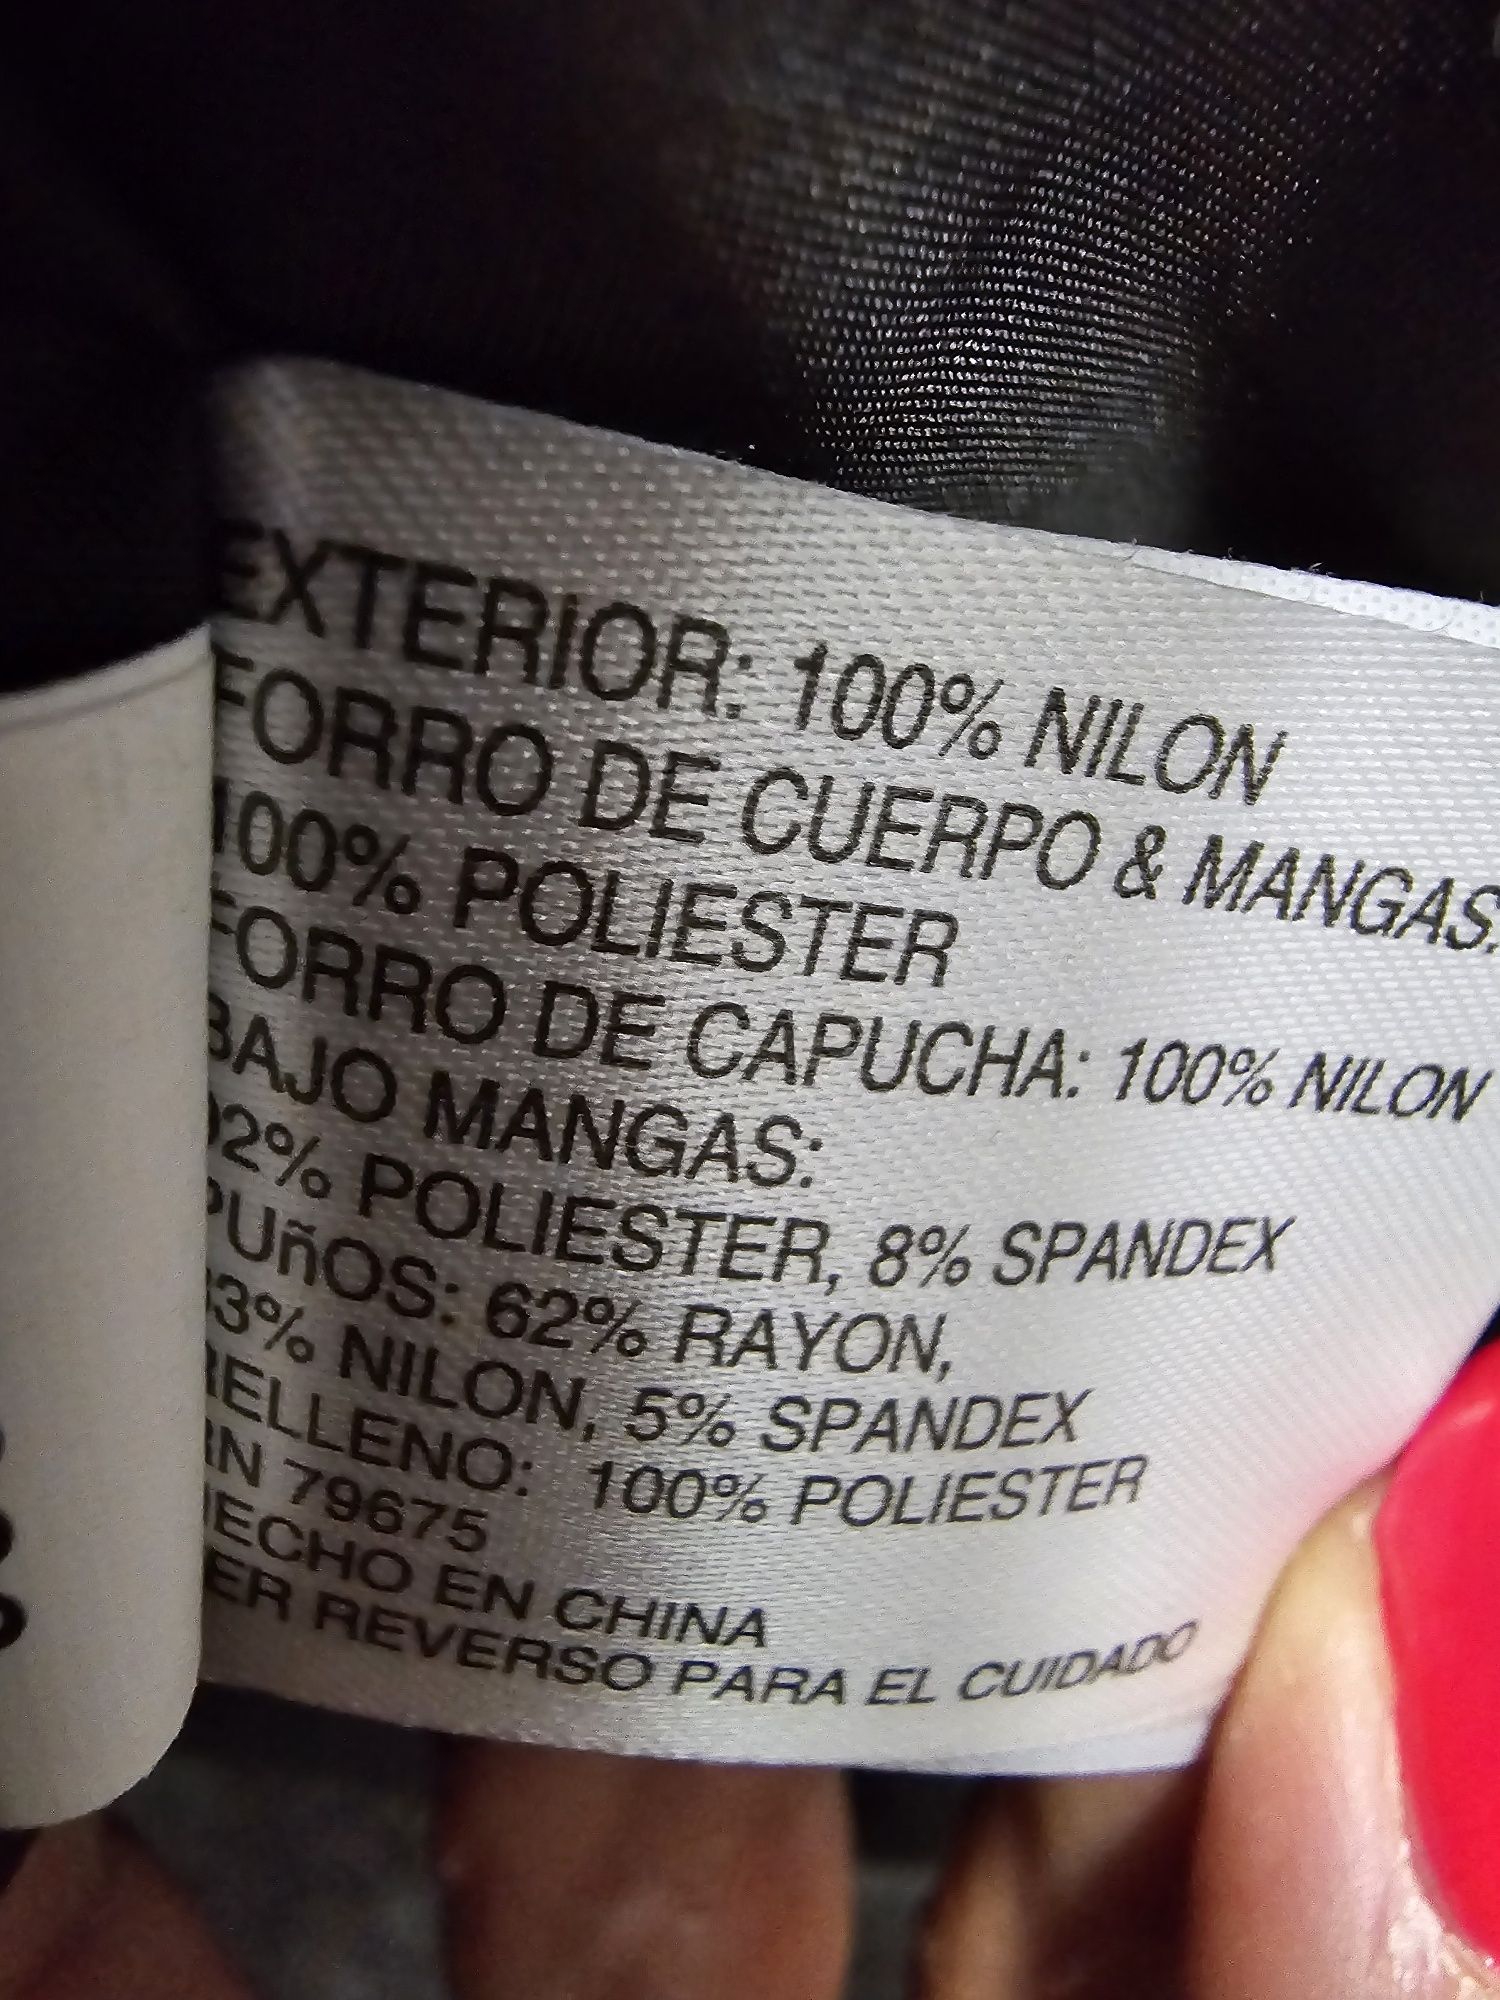 EXTERIOR: 100% NILON
FORRO DE CUERPO & MANGAS:
100% POLIESTER
FORRO DE CAPUCHA: 100% NILON
BAJO MANGAS:
92% POLIESTER, 8% SPANDEX
PUñOS: 62% RAYON,
33% NILON, 5% SPANDEX
RELLENO: 100% POLIESTER
RN 79675
HECHO EN CHINA
VER REVERSO PARA EL CUIDADO